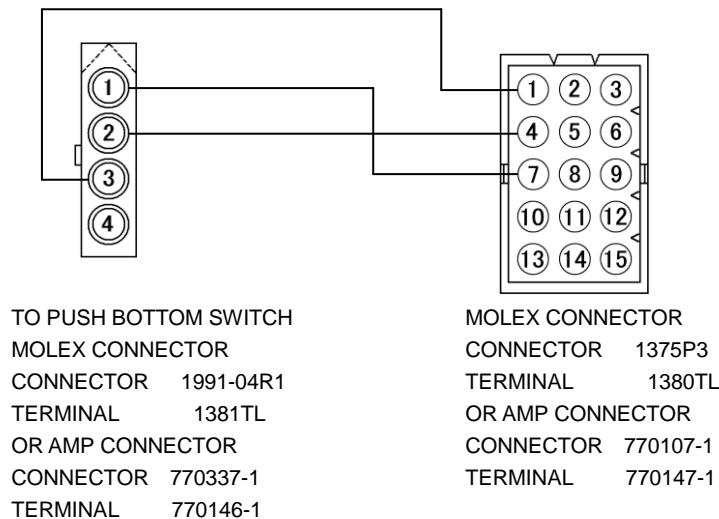 1
2
3
4
1 2 3
4 5 6
7 8 9
10 11 12
13 14 15
TO PUSH BOTTOM SWITCH
MOLEX CONNECTOR
CONNECTOR 1991-04R1
TERMINAL 1381TL
OR AMP CONNECTOR
CONNECTOR 770337-1
TERMINAL 770146-1
MOLEX CONNECTOR
CONNECTOR 1375P3
TERMINAL 1380TL
OR AMP CONNECTOR
CONNECTOR 770107-1
TERMINAL 770147-1